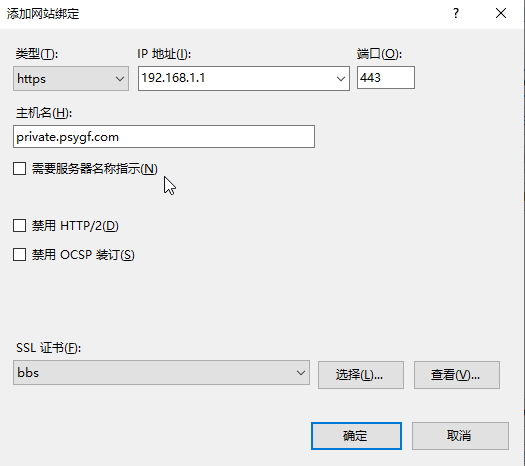 添加网站绑定
类型(T): IP 地址(I): 端口(O):
https 192.168.1.1 443
主机名(H):
private.psygf.com
需要服务器名称指示(N)
禁用 HTTP/2(D)
禁用 OCSP 装订(S)
SSL 证书(F):
bbs 选择(L)... 查看(V)...
确定 取消